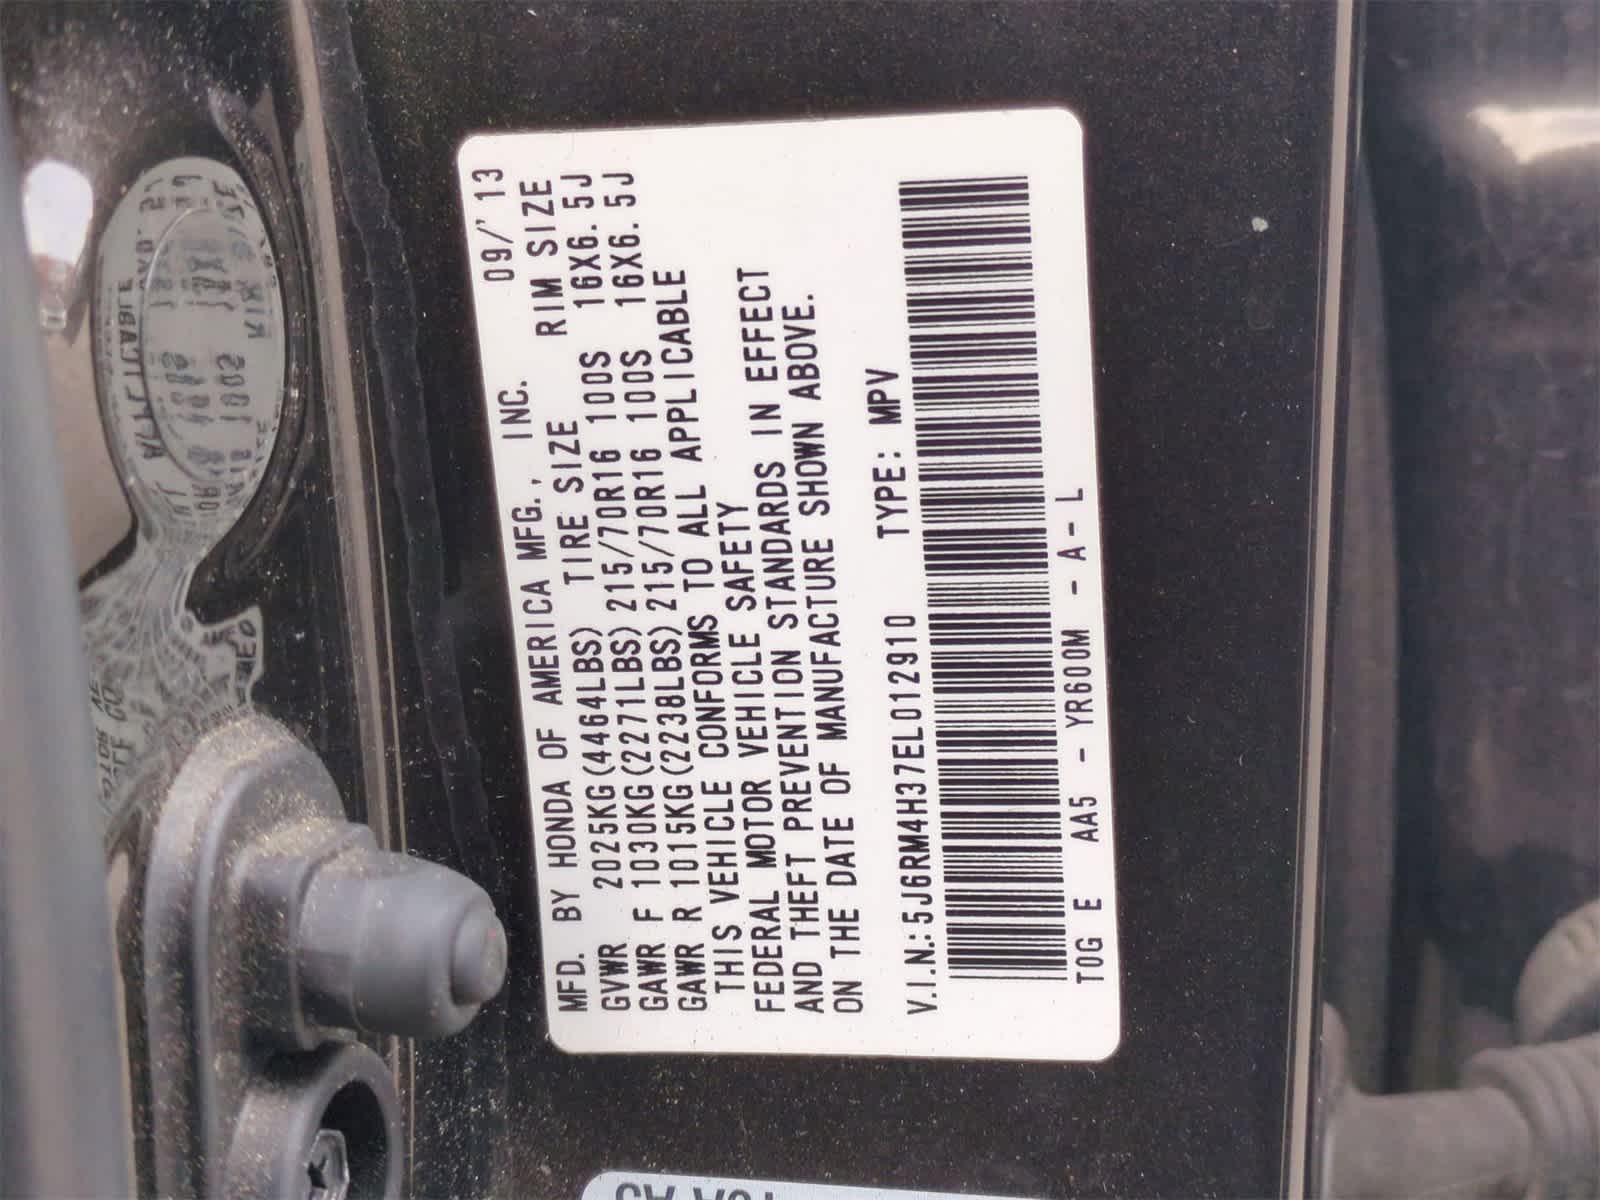 MFD. BY HONDA OF AMERICA MFG., INC. 09/'13
GVWR 2025KG(4464LBS) TIRE SIZE RIM SIZE
GAWR F 1030KG(2271LBS) 215/70R16 100S 16X6.5J
GAWR R 1015KG(2238LBS) 215/70R16 100S 16X6.5J
THIS VEHICLE CONFORMS TO ALL APPLICABLE
FEDERAL MOTOR VEHICLE SAFETY
AND THEFT PREVENTION STANDARDS IN EFFECT
ON THE DATE OF MANUFACTURE SHOWN ABOVE.
V.I.N.:5J6RM4H37EL012910 TYPE: MPV
TOG E AA5 - YR600M - A-L